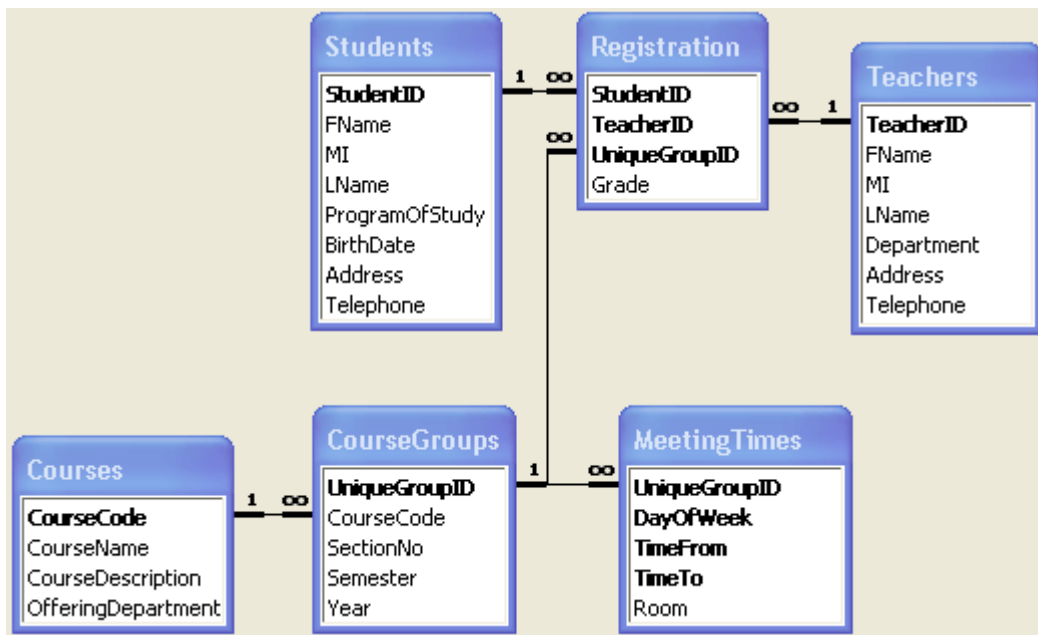 Students
StudentID
FName
MI
LName
ProgramOfStudy
BirthDate
Address
Telephone
1 ∞
Registration
StudentID
TeacherID
UniqueGroupID
Grade
∞
∞ 1
Teachers
TeacherID
FName
MI
LName
Department
Address
Telephone
Courses
CourseCode
CourseName
CourseDescription
OfferingDepartment
1 ∞
CourseGroups
UniqueGroupID
CourseCode
SectionNo
Semester
Year
1 ∞
MeetingTimes
UniqueGroupID
DayOfWeek
TimeFrom
TimeTo
Room